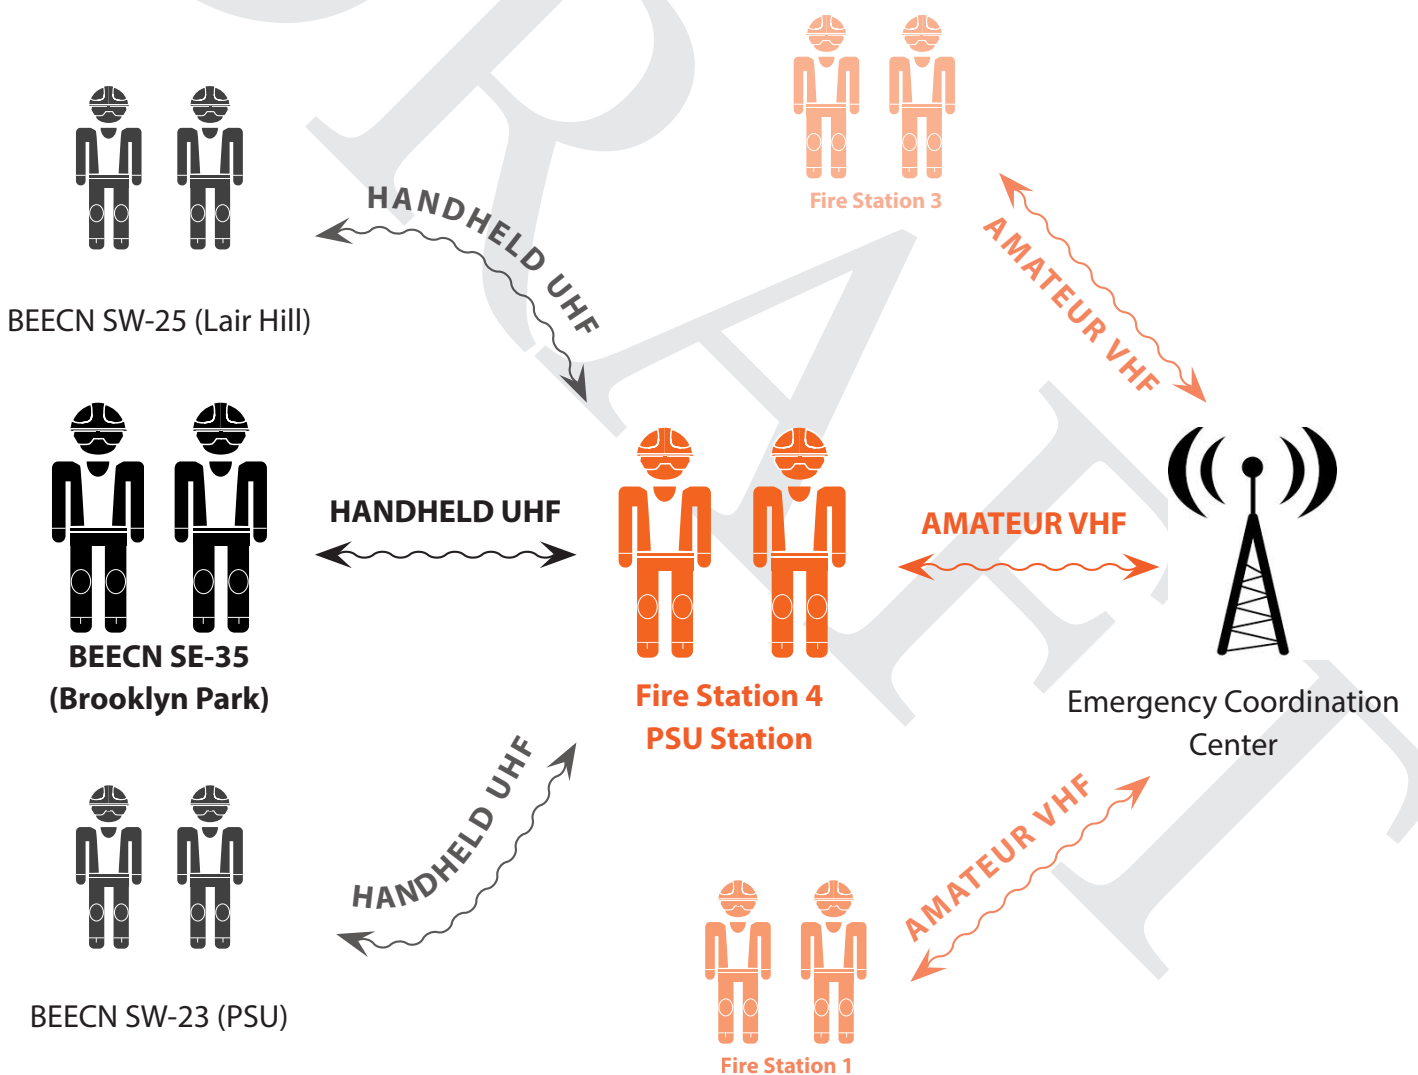 DRAFT
Fire Station 3
HANDHELD UHF
AMATEUR VHF
BEECN SW-25 (Lair Hill)
HANDHELD UHF
AMATEUR VHF
BEECN SE-35
(Brooklyn Park)
Fire Station 4
PSU Station
Emergency Coordination
Center
HANDHELD UHF
AMATEUR VHF
BEECN SW-23 (PSU)
Fire Station 1